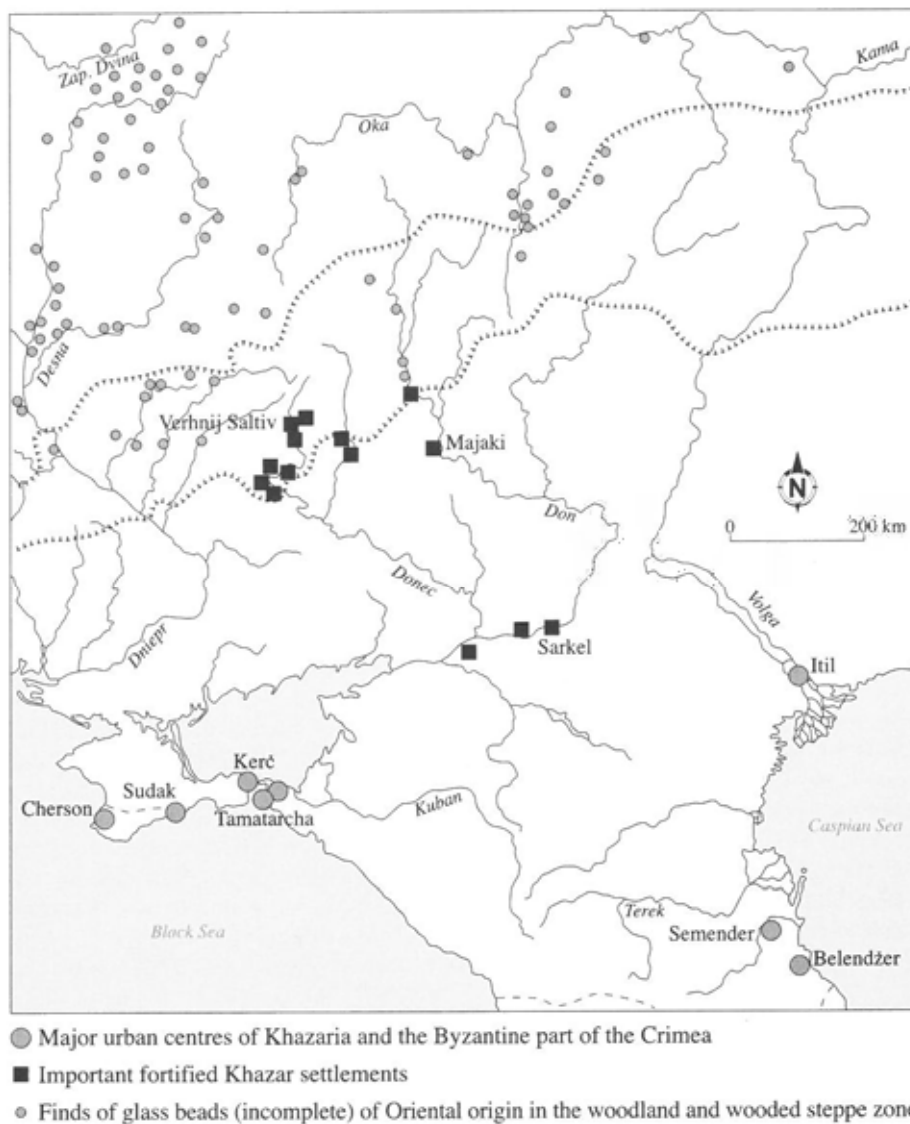 Zap. Dvina
Kama
Oka
Desna
Verhnij Saltiv
Majaki
N
0 200 km
Don
Donec
Volga
Dniepr
Sarkel
Itil
Kerč
Sudak
Cherson
Tamatarcha
Kuban
Caspian Sea
Black Sea
Terek
Semender
Belendżer
Major urban centres of Khazaria and the Byzantine part of the Crimea
Important fortified Khazar settlements
Finds of glass beads (incomplete) of Oriental origin in the woodland and wooded steppe zone